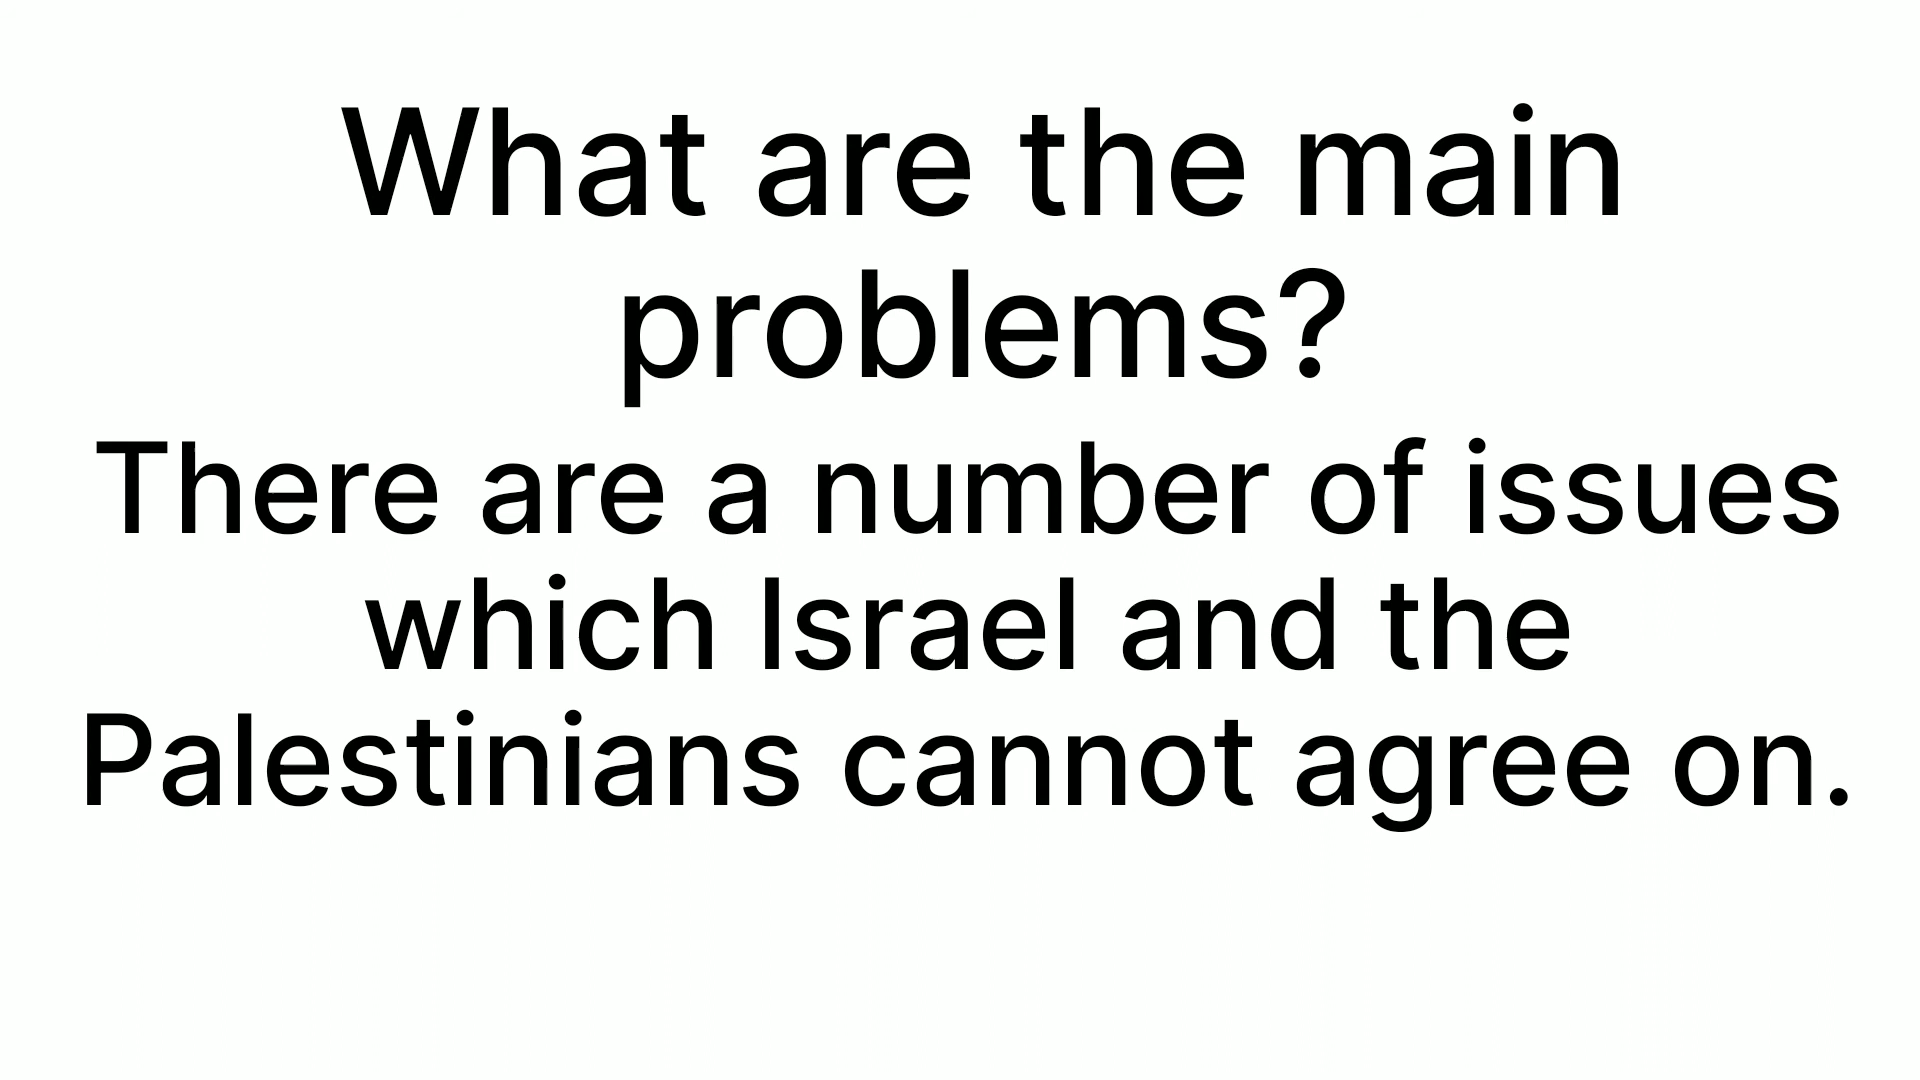 What are the main
problems?
There are a number of issues
which Israel and the
Palestinians cannot agree on.